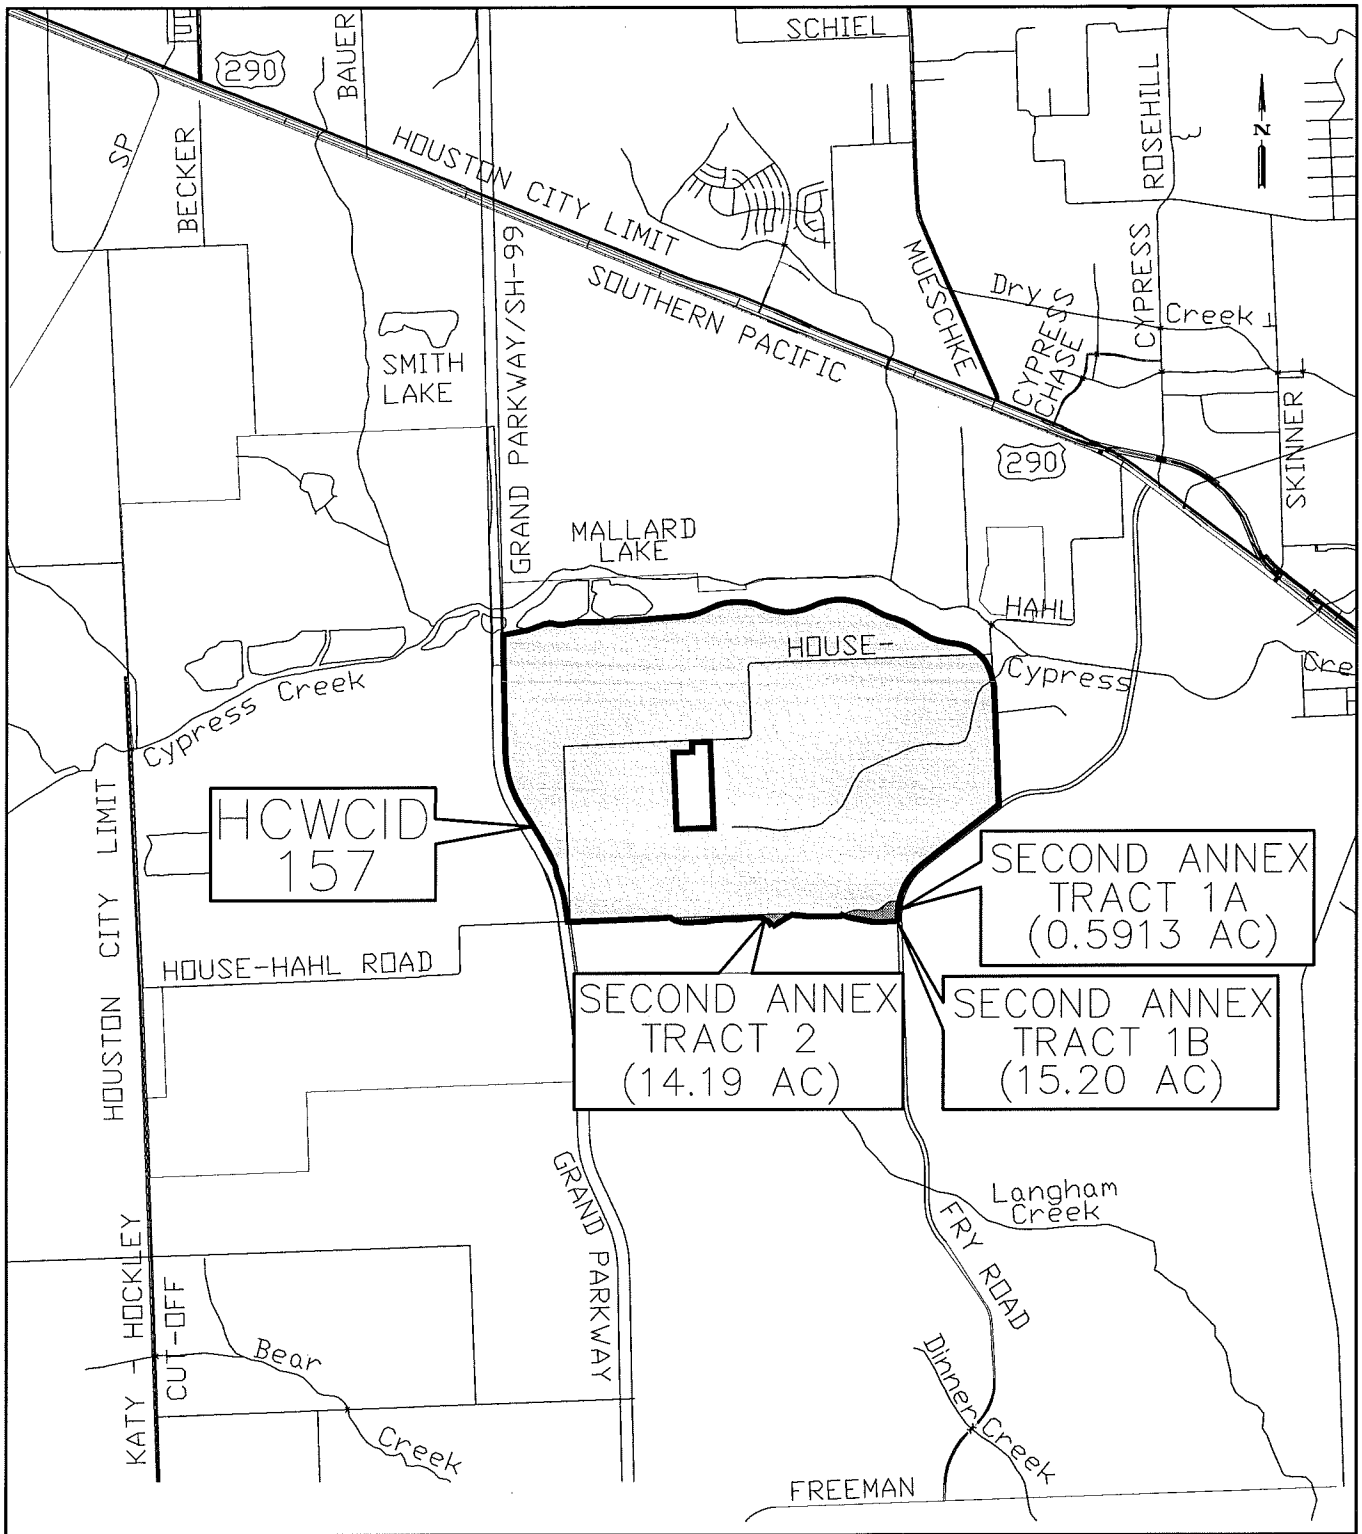 SCHIEL
290
BAUER
SP
BECKER
HOUSTON CITY LIMIT
SOUTHERN PACIFIC
GRAND PARKWAY/SH-99
ROSEHILL
N
MUESCHKE
Dry
Creek
CYPRESS
CHASE
CYPRESS
SMITH
LAKE
290
SKINNER
MALLARD
LAKE
HAHL
HOUSE-
Cypress
Cre
Cypress Creek
HOUSTON CITY LIMIT
HCWCID
157
SECOND ANNEX
TRACT 1A
(0.5913 AC)
HOUSE-HAHL ROAD
SECOND ANNEX
TRACT 2
(14.19 AC)
SECOND ANNEX
TRACT 1B
(15.20 AC)
GRAND PARKWAY
Langham
Creek
FRY ROAD
KATY - HOCKLEY
CUT-OFF
Bear
Creek
Dinner Creek
FREEMAN